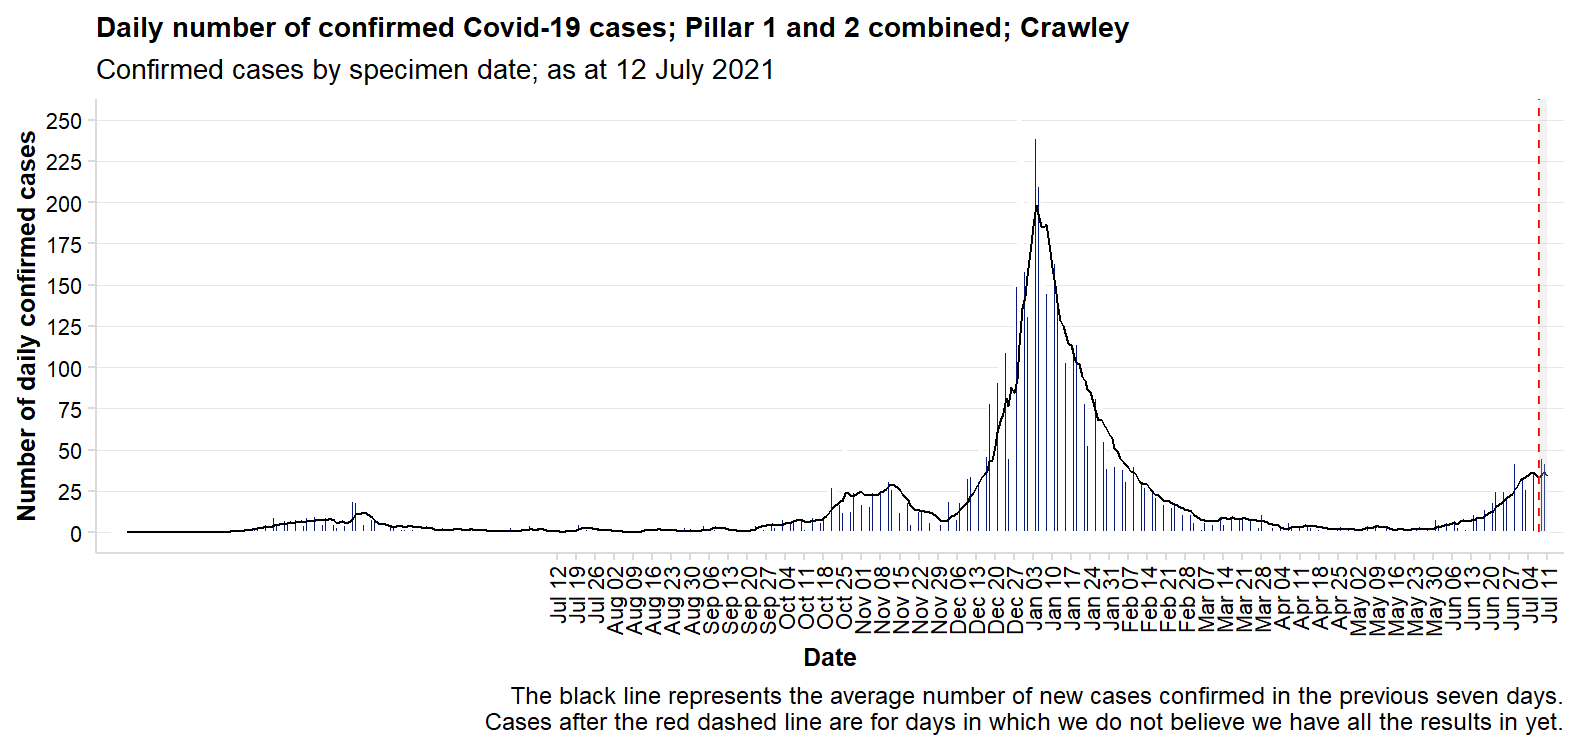 Daily number of confirmed Covid-19 cases; Pillar 1 and 2 combined; Crawley
Confirmed cases by specimen date; as at 12 July 2021
Number of daily confirmed cases
250
225
200
175
150
125
100
75
50
25
0
Jul 12
Jul 19
Jul 26
Aug 02
Aug 09
Aug 16
Aug 23
Aug 30
Sep 06
Sep 13
Sep 20
Sep 27
Oct 04
Oct 11
Oct 18
Oct 25
Nov 01
Nov 08
Nov 15
Nov 22
Nov 29
Dec 06
Dec 13
Dec 20
Dec 27
Jan 03
Jan 10
Jan 17
Jan 24
Jan 31
Feb 07
Feb 14
Feb 21
Feb 28
Mar 07
Mar 14
Mar 21
Mar 28
Apr 04
Apr 11
Apr 18
Apr 25
May 02
May 09
May 16
May 23
May 30
Jun 06
Jun 13
Jun 20
Jun 27
Jul 04
Jul 11
Date
The black line represents the average number of new cases confirmed in the previous seven days.
Cases after the red dashed line are for days in which we do not believe we have all the results in yet.